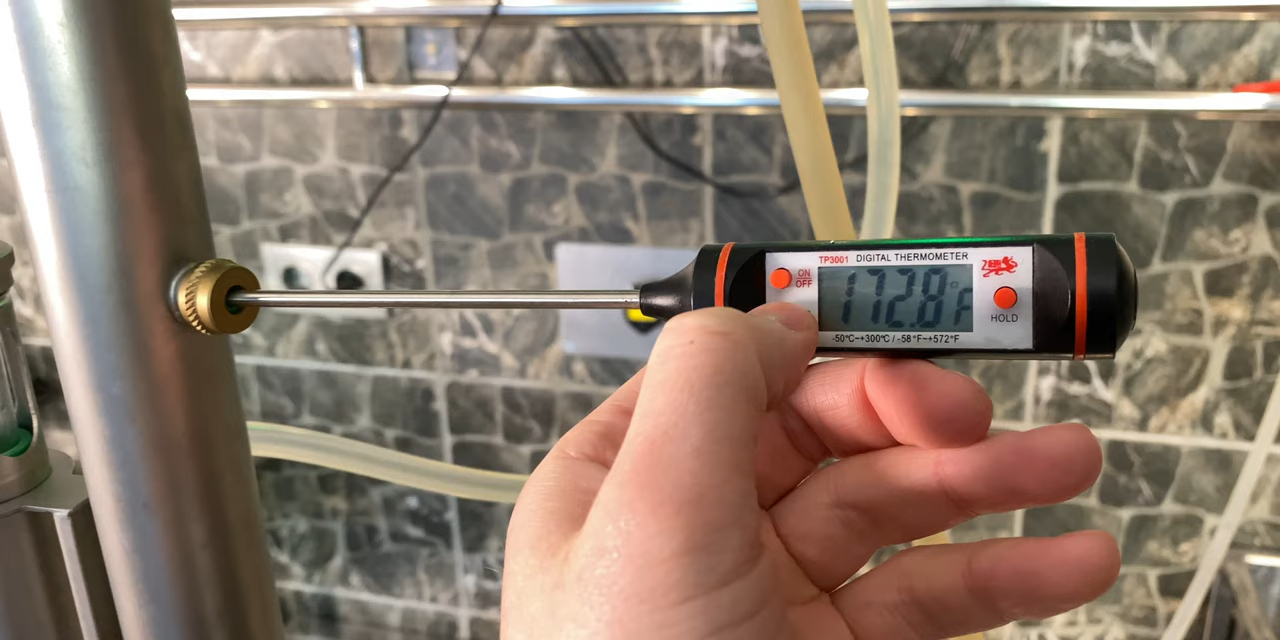 TP3001 DIGITAL THERMOMETER
ON
OFF
172.8°F
HOLD
-50℃~+300℃ / -58°F~+572°F